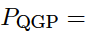 P_QGP =